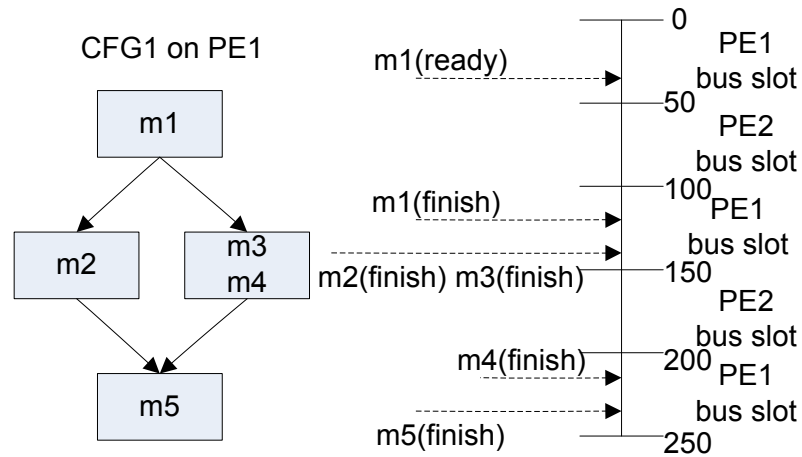 CFG1 on PE1
m1
m2
m3
m4
m5
0
PE1
bus slot
m1(ready)
50
PE2
bus slot
100
m1(finish)
PE1
bus slot
m2(finish) m3(finish)
150
PE2
bus slot
m4(finish)
200
PE1
bus slot
m5(finish)
250